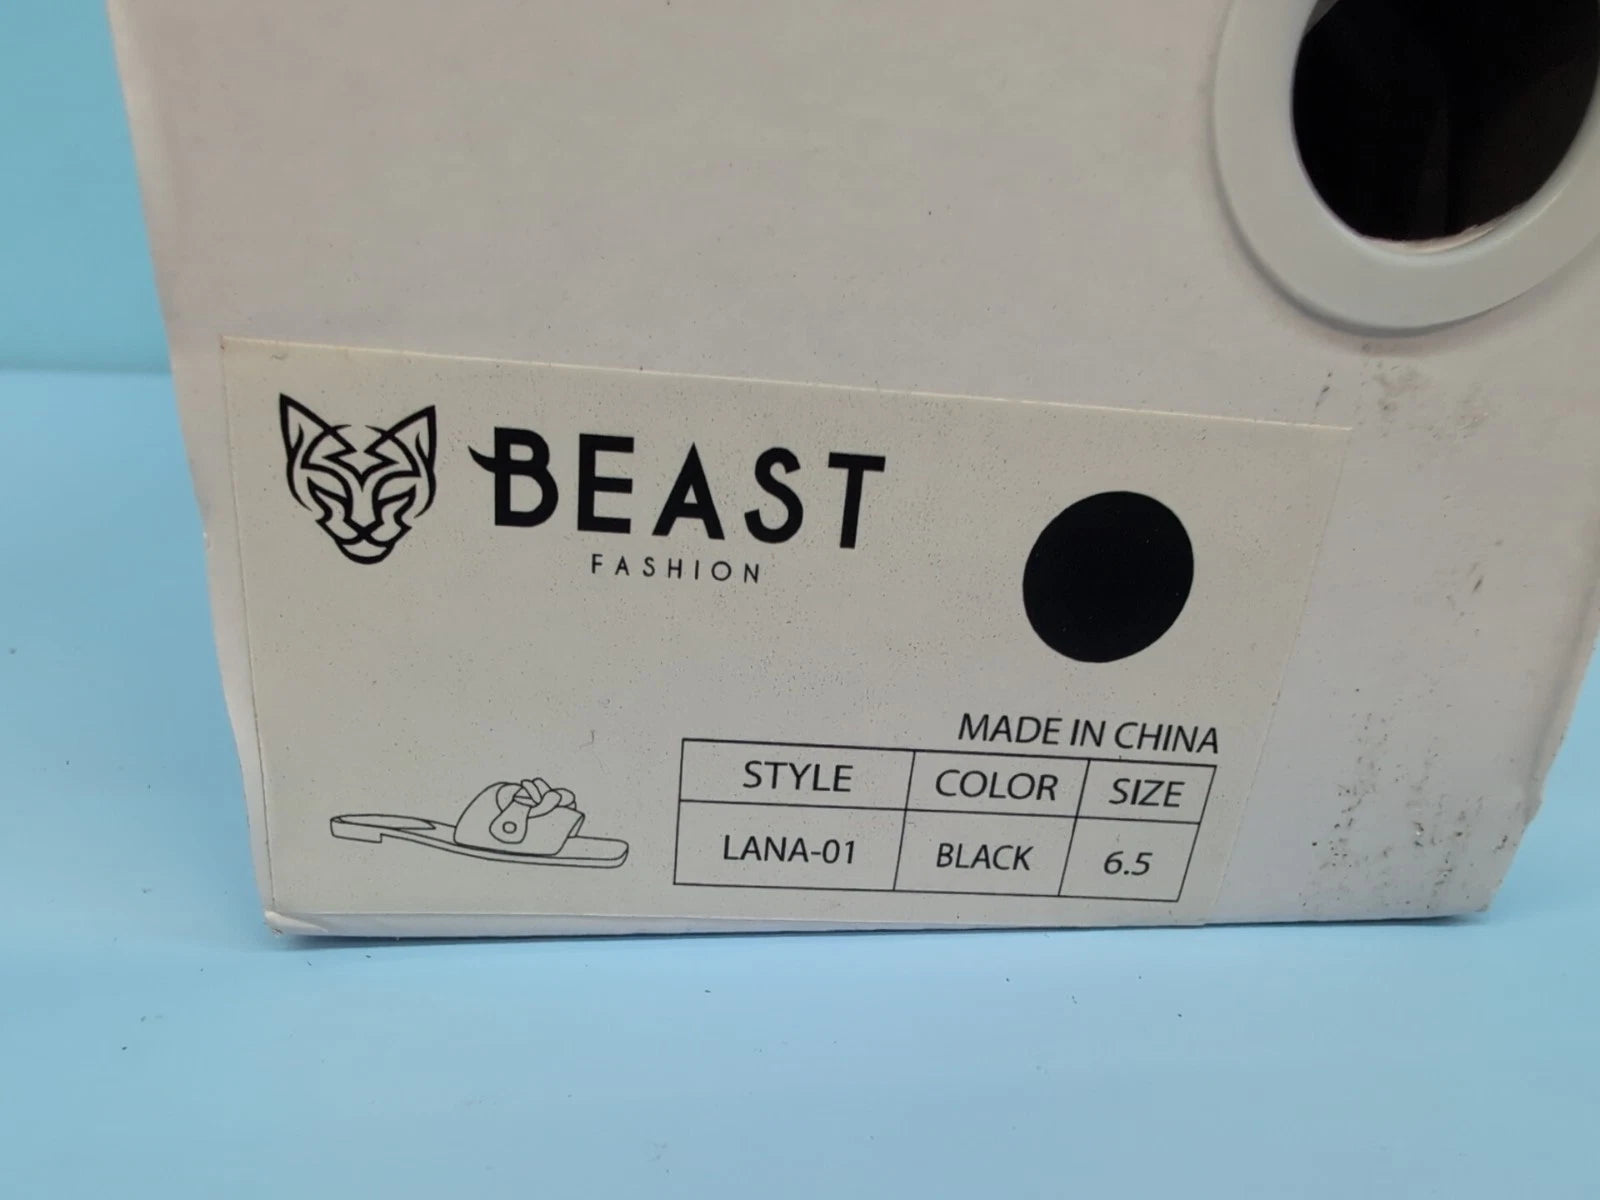 BEAST
FASHION
MADE IN CHINA
STYLE COLOR SIZE
LANA-01 BLACK 6.5